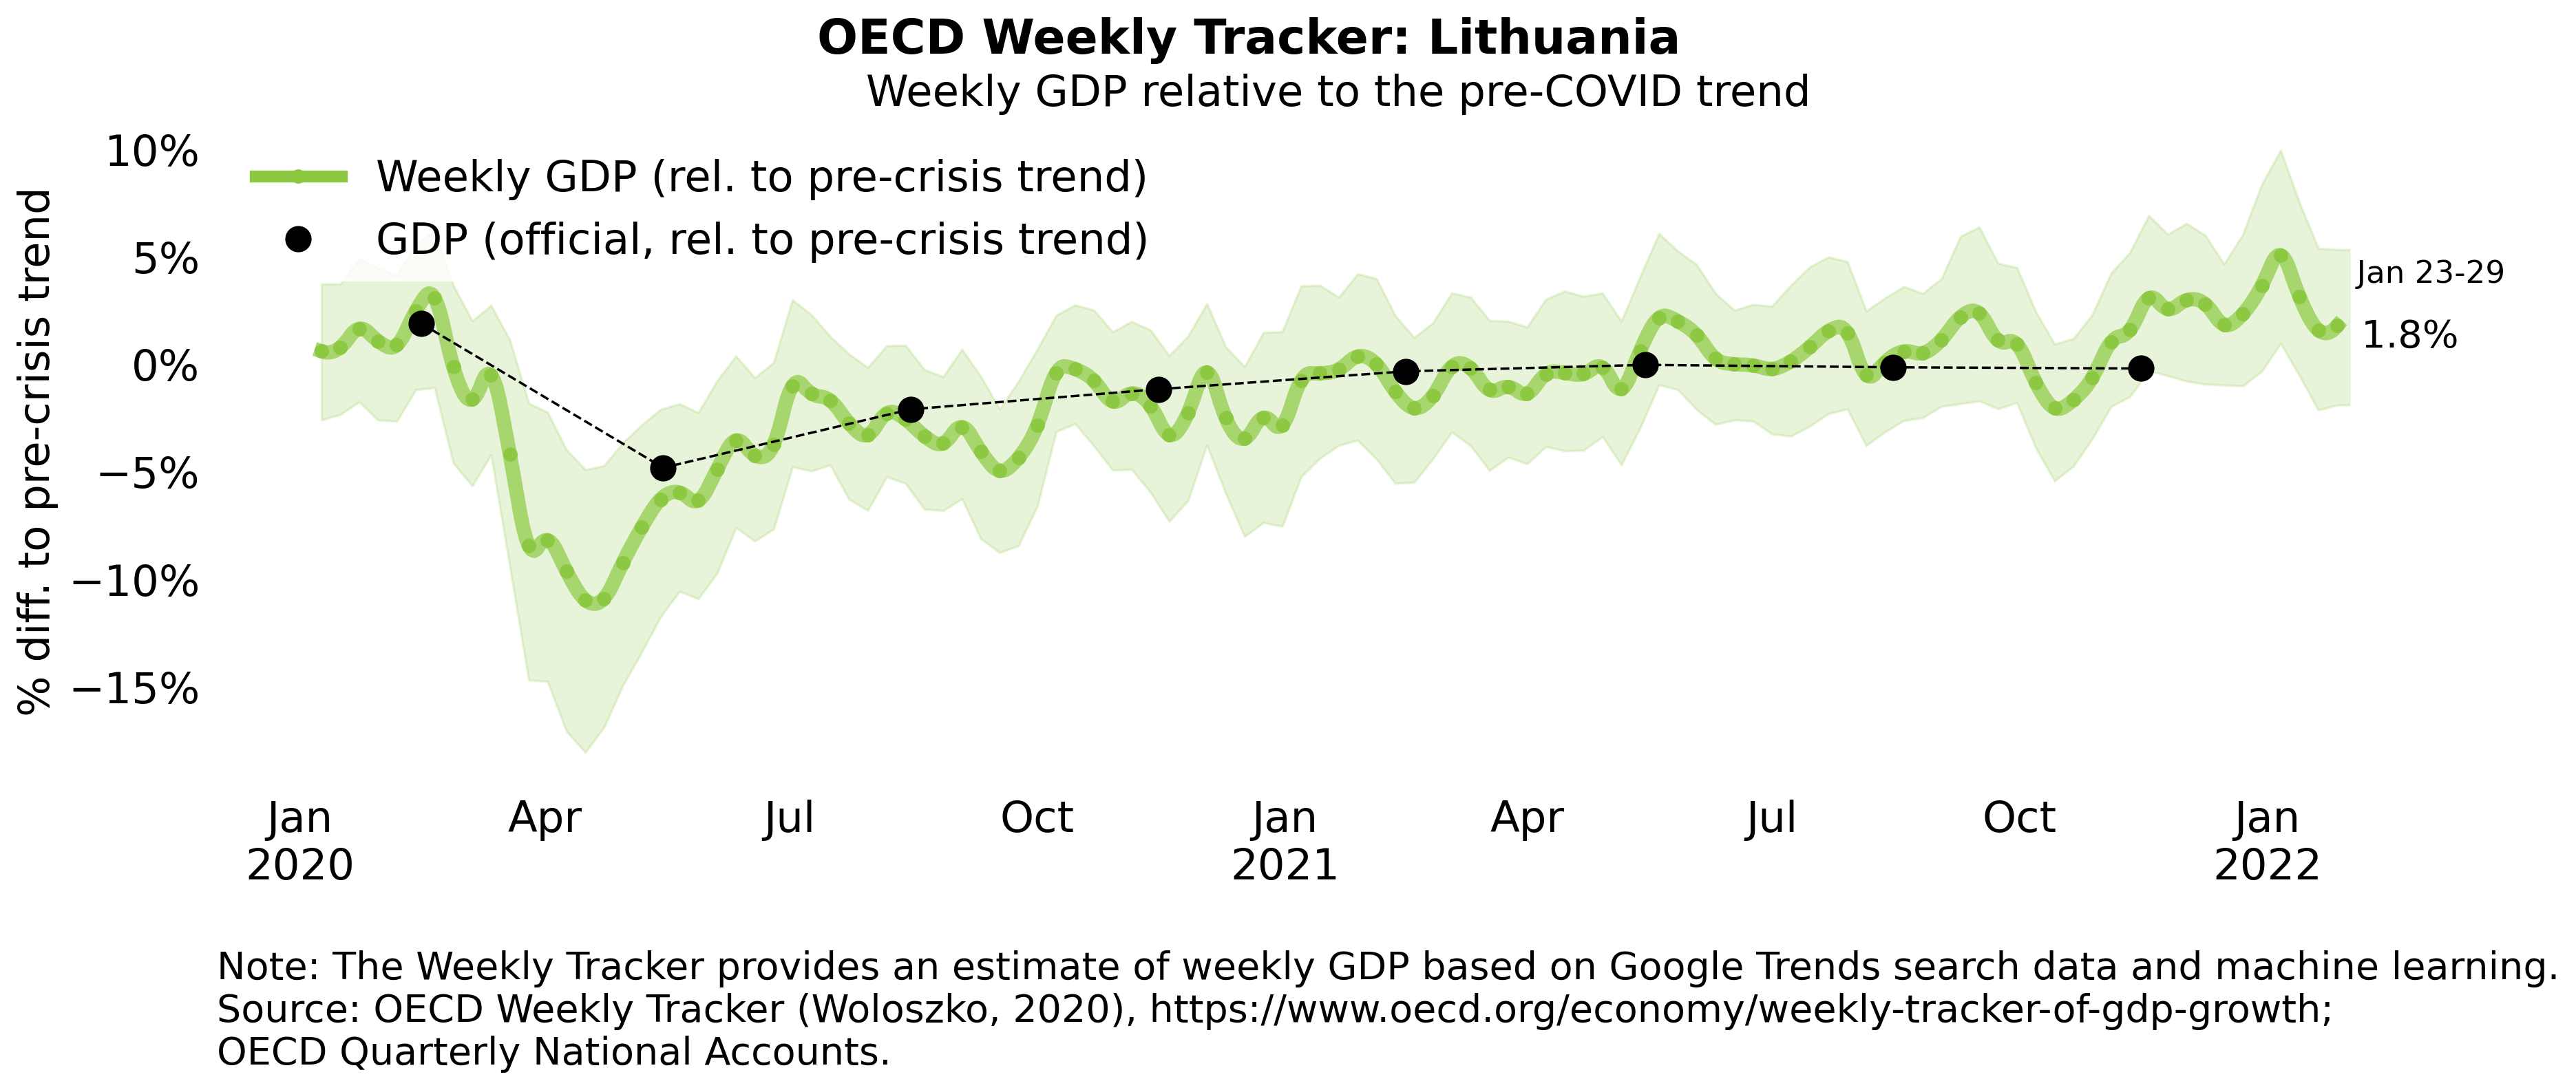 OECD Weekly Tracker: Lithuania
Weekly GDP relative to the pre-COVID trend
% diff. to pre-crisis trend
10%
5%
0%
−5%
−10%
−15%
Weekly GDP (rel. to pre-crisis trend)
GDP (official, rel. to pre-crisis trend)
Jan 23-29
1.8%
Jan Apr Jul Oct Jan Apr Jul Oct Jan
2020 2021 2022
Note: The Weekly Tracker provides an estimate of weekly GDP based on Google Trends search data and machine learning.
Source: OECD Weekly Tracker (Woloszko, 2020), https://www.oecd.org/economy/weekly-tracker-of-gdp-growth;
OECD Quarterly National Accounts.